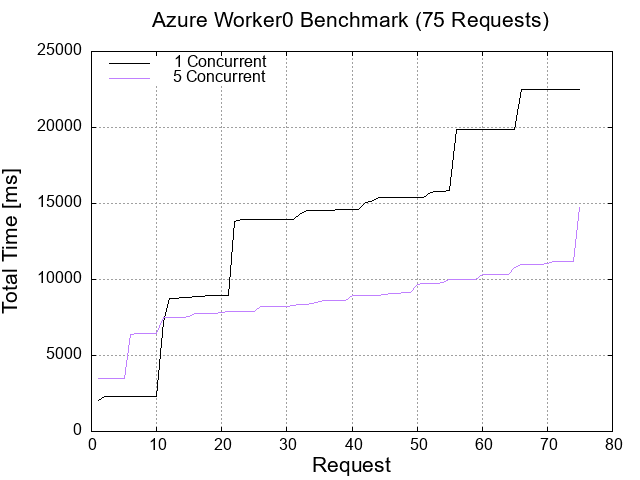 Azure Worker0 Benchmark (75 Requests)
25000
20000
15000
10000
5000
0
Total Time [ms]
1 Concurrent
5 Concurrent
0 10 20 30 40 50 60 70 80
Request